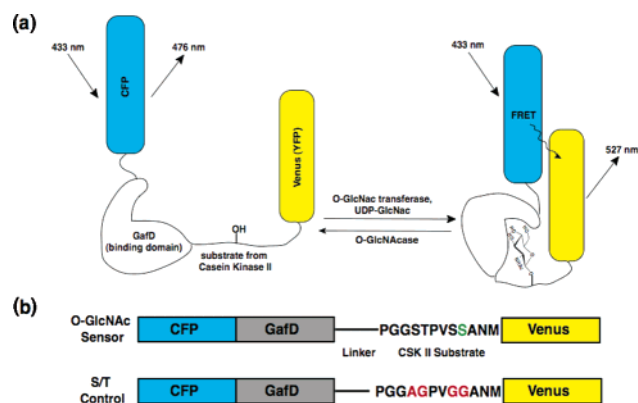 (a)
433 nm
476 nm
433 nm
CFP
Venus (YFP)
FRET
527 nm
O-GlcNac transferase,
UDP-GlcNac
O-GlcNAcase
OH
GafD
(binding domain)
substrate from
Casein Kinase II
(b)
O-GlcNAc
Sensor
CFP GafD PGGSTPVSSANM Venus
Linker CSK II Substrate
S/T
Control
CFP GafD PGGAGPVGGANM Venus